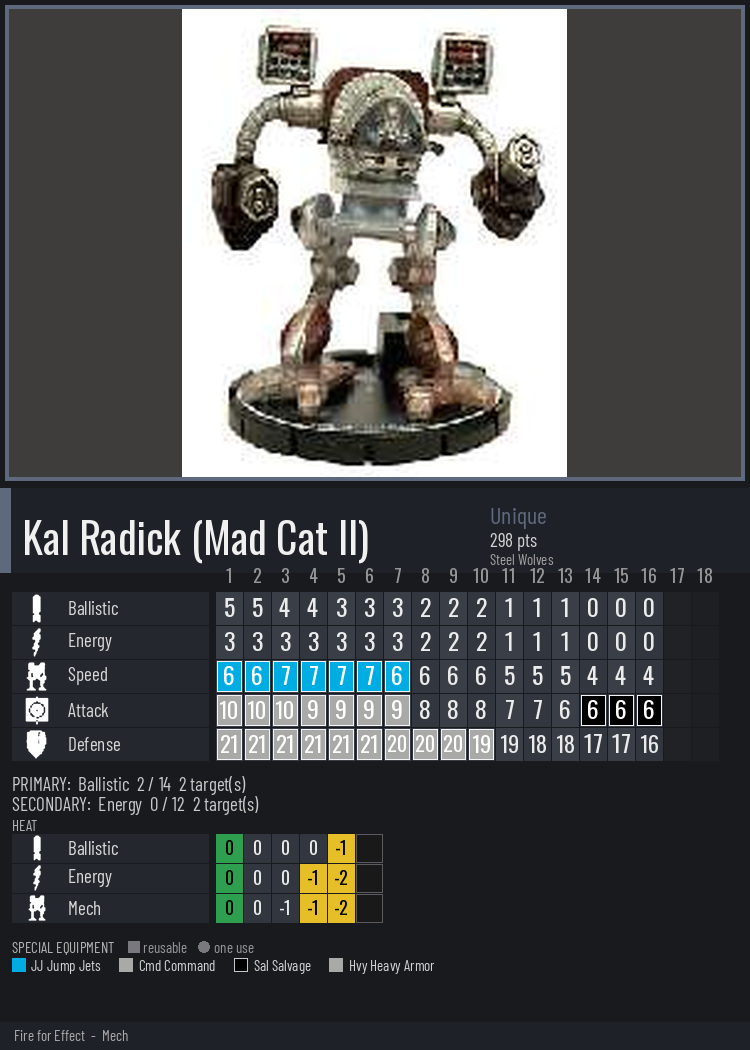 Kal Radick (Mad Cat II)
Unique
298 pts
Steel Wolves
1 2 3 4 5 6 7 8 9 10 11 12 13 14 15 16 17 18
Ballistic 5 5 4 4 3 3 3 2 2 2 1 1 1 0 0 0
Energy 3 3 3 3 3 3 3 2 2 2 1 1 1 0 0 0
Speed 6 6 7 7 7 7 6 6 6 6 5 5 5 4 4 4
Attack 10 10 10 9 9 9 9 8 8 8 7 7 6 6 6 6
Defense 21 21 21 21 21 21 20 20 20 19 19 18 18 17 17 16
PRIMARY: Ballistic 2 / 14 2 target(s)
SECONDARY: Energy 0 / 12 2 target(s)
HEAT
Ballistic 0 0 0 0 -1
Energy 0 0 0 -1 -2
Mech 0 0 -1 -1 -2
SPECIAL EQUIPMENT reusable one use
JJ Jump Jets Cmd Command Sal Salvage Hvy Heavy Armor
Fire for Effect - Mech